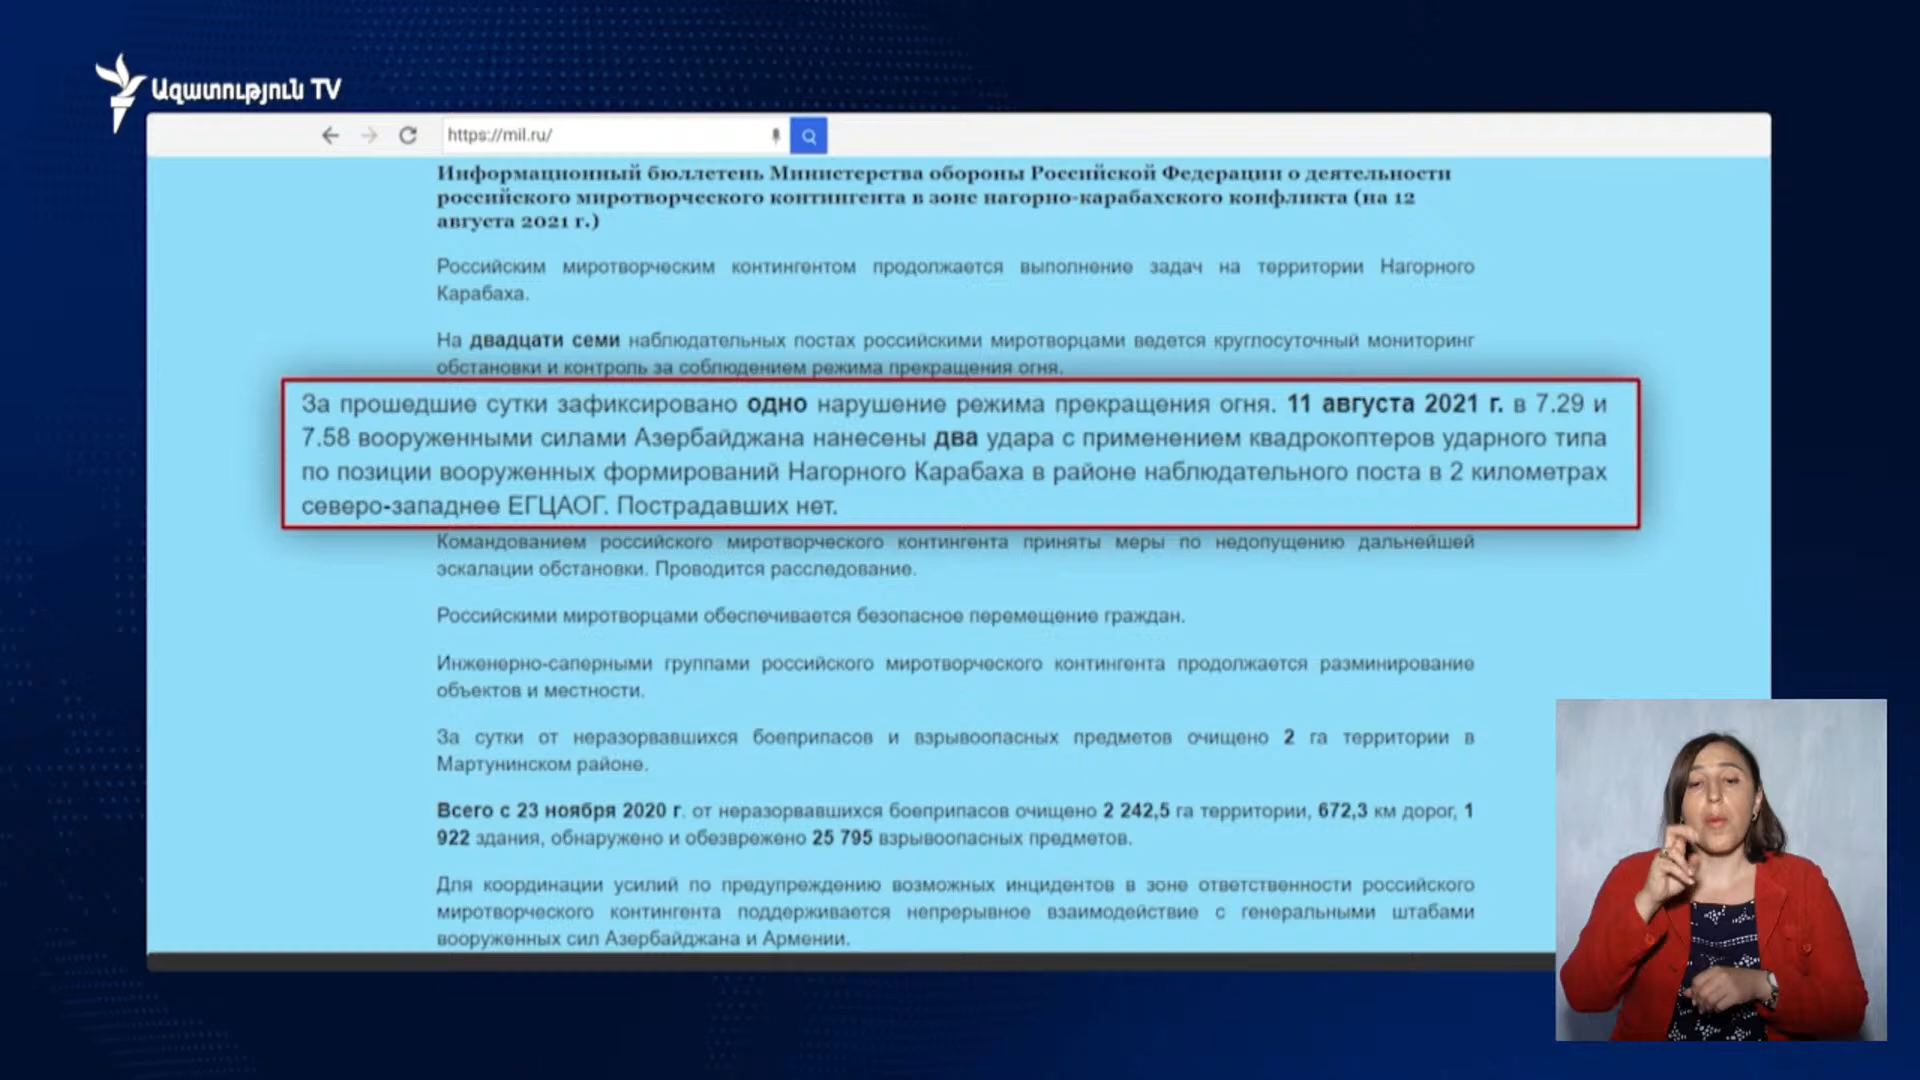 Ազատություն TV
https://mil.ru/
Информационный бюллетень Министерства обороны Российской Федерации о деятельности
российского миротворческого контингента в зоне нагорно-карабахского конфликта (на 12
августа 2021 г.)
Российским миротворческим контингентом продолжается выполнение задач на территории Нагорного
Карабаха.
На двадцати семи наблюдательных постах российскими миротворцами ведется круглосуточный мониторинг
обстановки и контроль за соблюдением режима прекращения огня.
За прошедшие сутки зафиксировано одно нарушение режима прекращения огня. 11 августа 2021 г. в 7.29 и
7.58 вооруженными силами Азербайджана нанесены два удара с применением квадрокоптеров ударного типа
по позиции вооруженных формирований Нагорного Карабаха в районе наблюдательного поста в 2 километрах
северо-западнее ЕГЦАОГ. Пострадавших нет.
Командованием российского миротворческого контингента приняты меры по недопущению дальнейшей
эскалации обстановки. Проводится расследование.
Российскими миротворцами обеспечивается безопасное перемещение граждан.
Инженерно-саперными группами российского миротворческого контингента продолжается разминирование
объектов и местности.
За сутки от неразорвавшихся боеприпасов и взрывоопасных предметов очищено 2 га территории в
Мартунинском районе.
Всего с 23 ноября 2020 г. от неразорвавшихся боеприпасов очищено 2 242,5 га территории, 672,3 км дорог, 1
922 здания, обнаружено и обезврежено 25 795 взрывоопасных предметов.
Для координации усилий по предупреждению возможных инцидентов в зоне ответственности российского
миротворческого контингента поддерживается непрерывное взаимодействие с генеральными штабами
вооруженных сил Азербайджана и Армении.